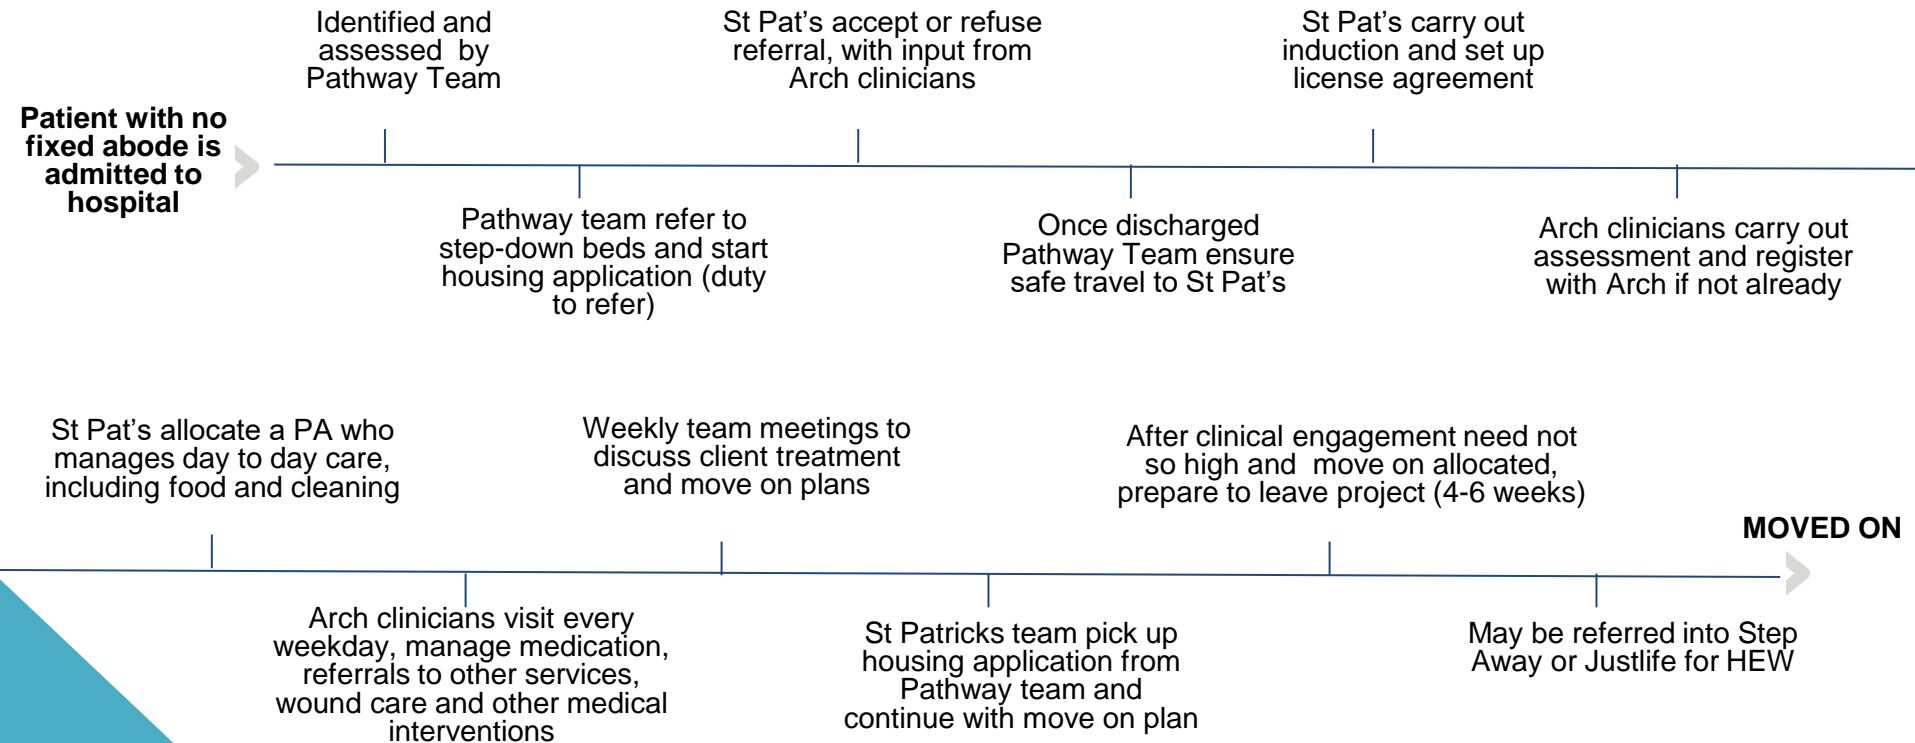 Patient with no
fixed abode is
admitted to
hospital
Identified and
assessed by
Pathway Team
Pathway team refer to
step-down beds and start
housing application (duty
to refer)
St Pat's accept or refuse
referral, with input from
Arch clinicians
Once discharged
Pathway Team ensure
safe travel to St Pat's
St Pat's carry out
induction and set up
license agreement
Arch clinicians carry out
assessment and register
with Arch if not already
St Pat's allocate a PA who
manages day to day care,
including food and cleaning
Arch clinicians visit every
weekday, manage medication,
referrals to other services,
wound care and other medical
interventions
Weekly team meetings to
discuss client treatment
and move on plans
St Patricks team pick up
housing application from
Pathway team and
continue with move on plan
After clinical engagement need not
so high and move on allocated,
prepare to leave project (4-6 weeks)
May be referred into Step
Away or Justlife for HEW
MOVED ON